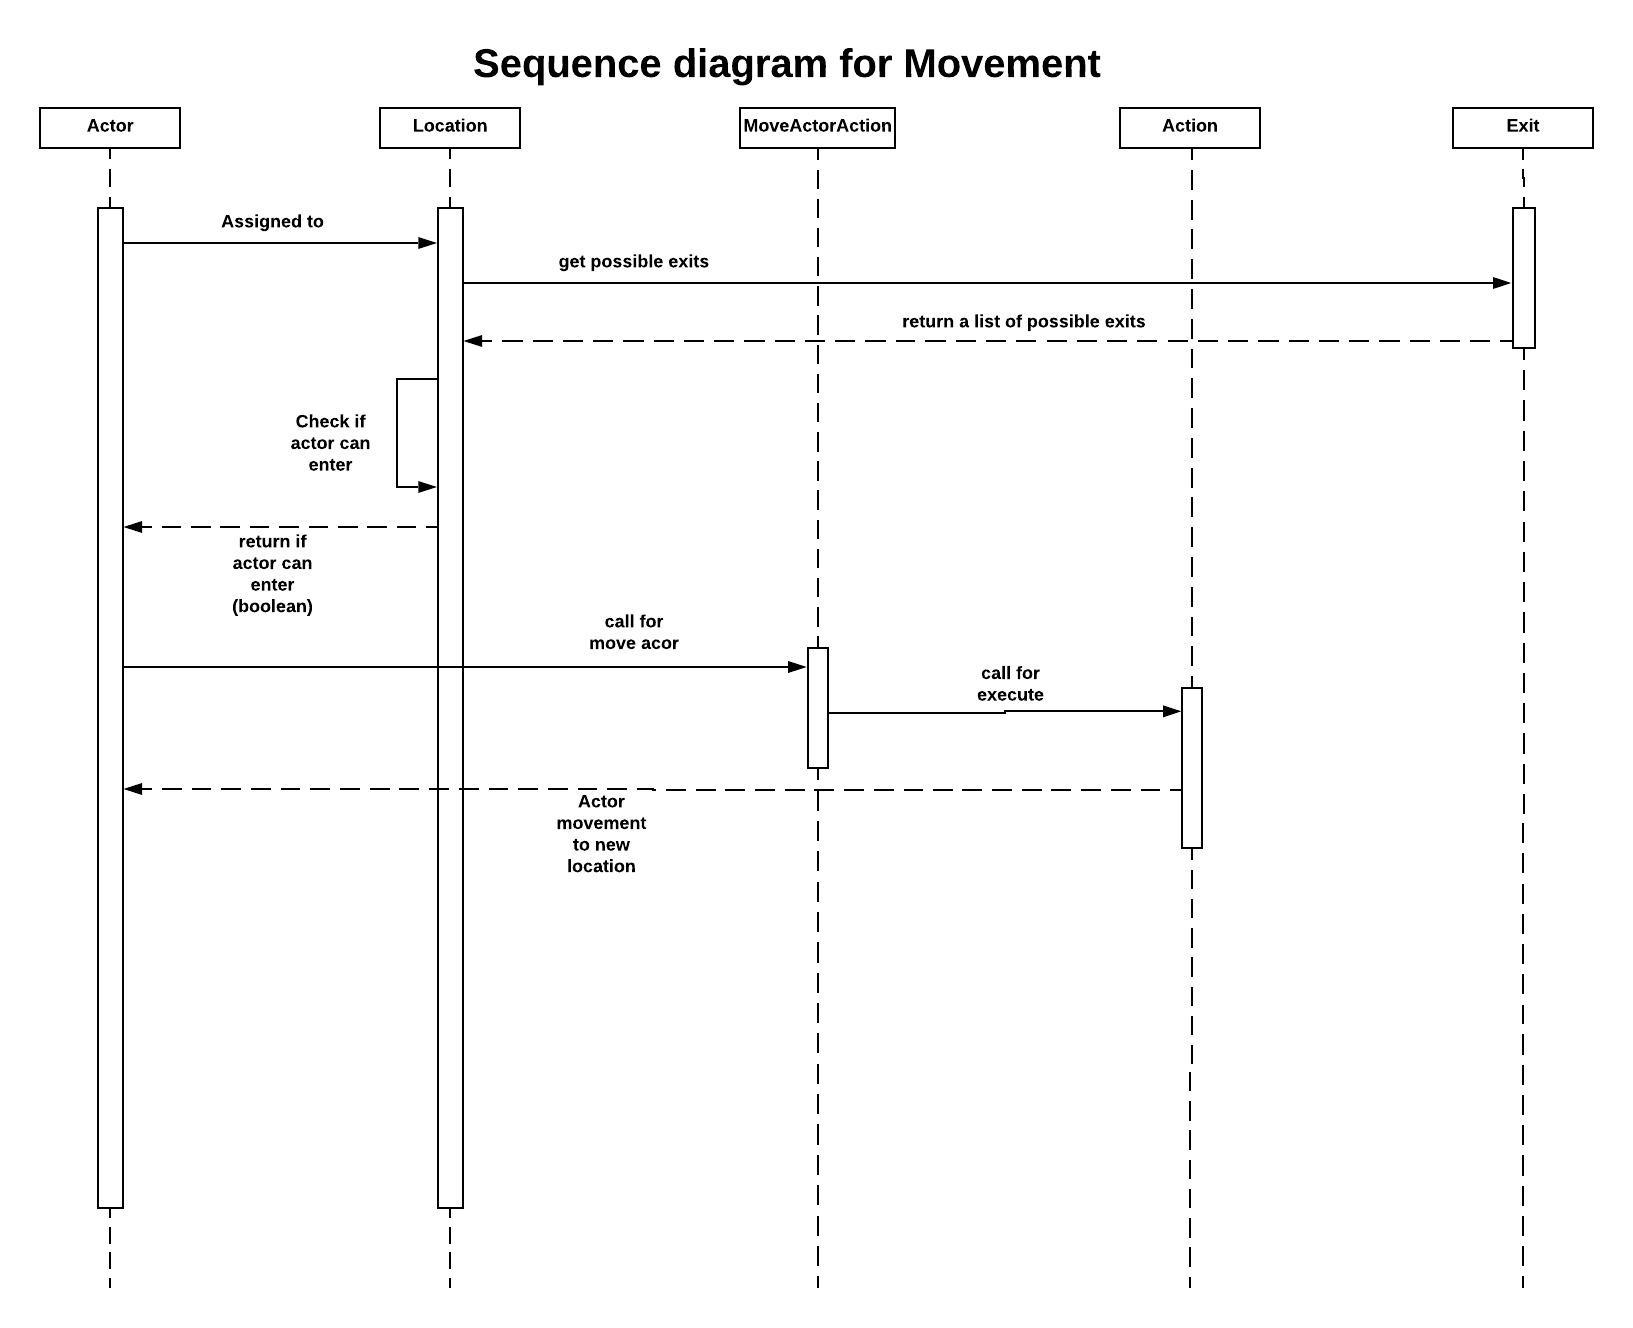 Sequence diagram for Movement
Actor
Location
MoveActorAction
Action
Exit
Assigned to
get possible exits
return a list of possible exits
Check if
actor can
enter
return if
actor can
enter
(boolean)
call for
move acor
call for
execute
Actor
movement
to new
location